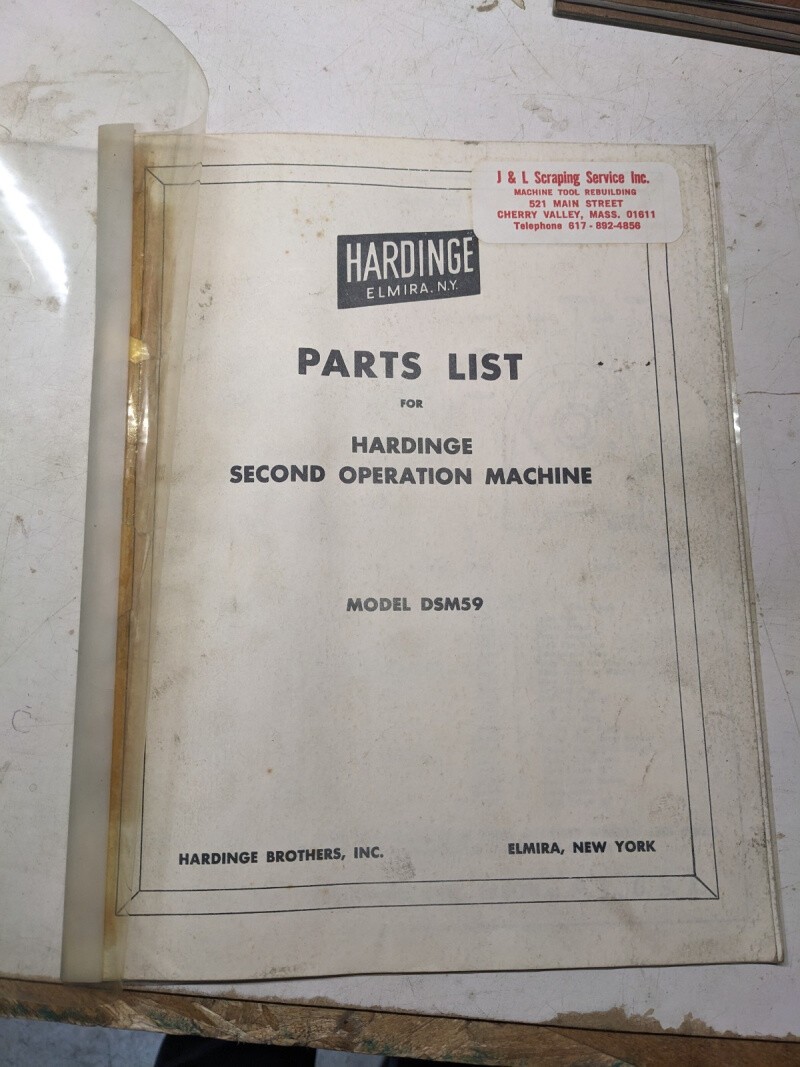 J & L Scraping Service Inc.
MACHINE TOOL REBUILDING
521 MAIN STREET
CHERRY VALLEY, MASS. 01611
Telephone 617 - 892-4856
HARDINGE
ELMIRA, N.Y.
PARTS LIST
FOR
HARDINGE
SECOND OPERATION MACHINE
MODEL DSM59
HARDINGE BROTHERS, INC.
ELMIRA, NEW YORK